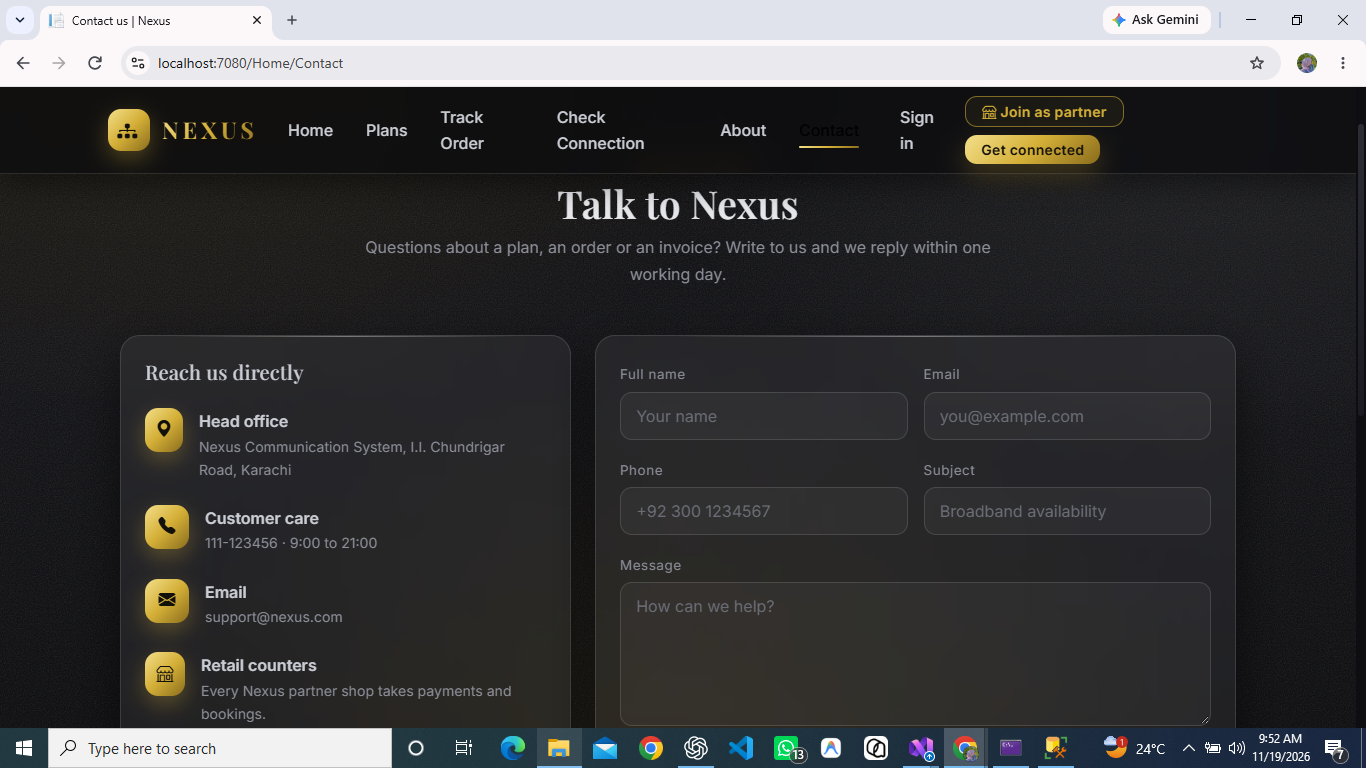 Contact us | Nexus
Ask Gemini
localhost:7080/Home/Contact
NEXUS
Home
Plans
Track
Order
Check
Connection
About
Contact
Sign
in
Join as partner
Get connected
Talk to Nexus
Questions about a plan, an order or an invoice? Write to us and we reply within one
working day.
Reach us directly
Head office
Nexus Communication System, I.I. Chundrigar
Road, Karachi
Customer care
111-123456 · 9:00 to 21:00
Email
support@nexus.com
Retail counters
Every Nexus partner shop takes payments and
bookings.
Full name
Your name
Email
you@example.com
Phone
+92 300 1234567
Subject
Broadband availability
Message
How can we help?
Type here to search
13
1
24°C
9:52 AM
11/19/2026
7